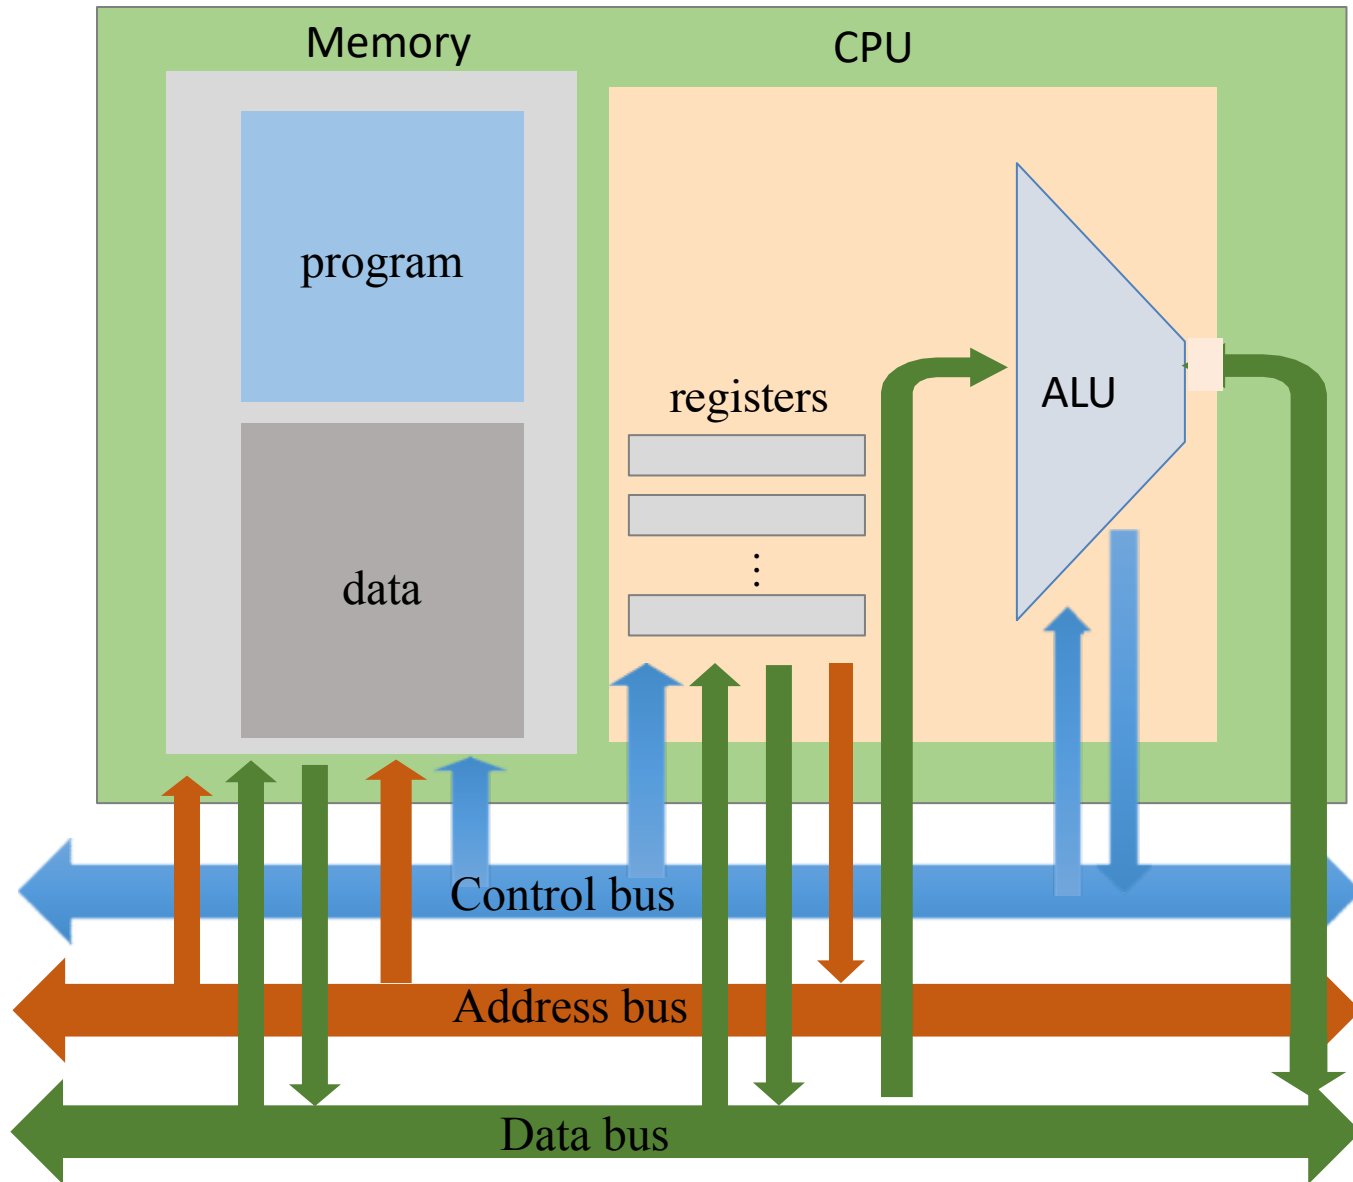 Memory
CPU
program
registers
ALU
⋮
data
Control bus
Address bus
Data bus